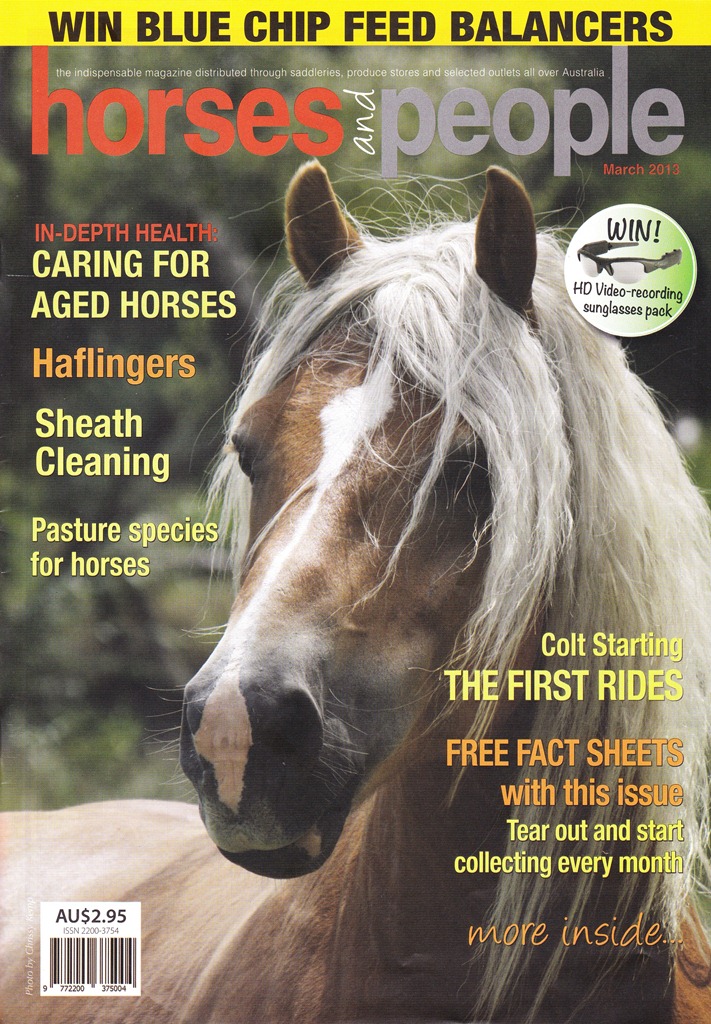 WIN BLUE CHIP FEED BALANCERS
the indispensable magazine distributed through saddleries, produce stores and selected outlets all over Australia
horses and people
March 2013
WIN!
HD Video-recording
sunglasses pack
IN-DEPTH HEALTH:
CARING FOR
AGED HORSES
Haflingers
Sheath
Cleaning
Pasture species
for horses
Colt Starting
THE FIRST RIDES
FREE FACT SHEETS
with this issue
Tear out and start
collecting every month
more inside...
AU$2.95
ISSN 2200-3754
9 772200 375004
Photo by Chrissy